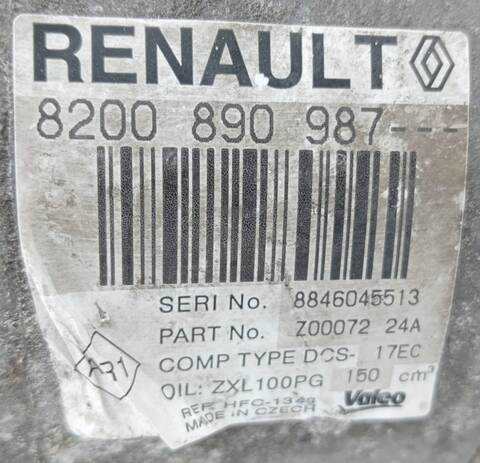 RENAULT
8200 890 987---
SERI No. 8846045513
PART No. Z00072 24A
COMP TYPE DCS- 17EC
AR1
OIL: ZXL100PG 150 cm³
REF. HFC-134a
MADE IN CZECH Valeo